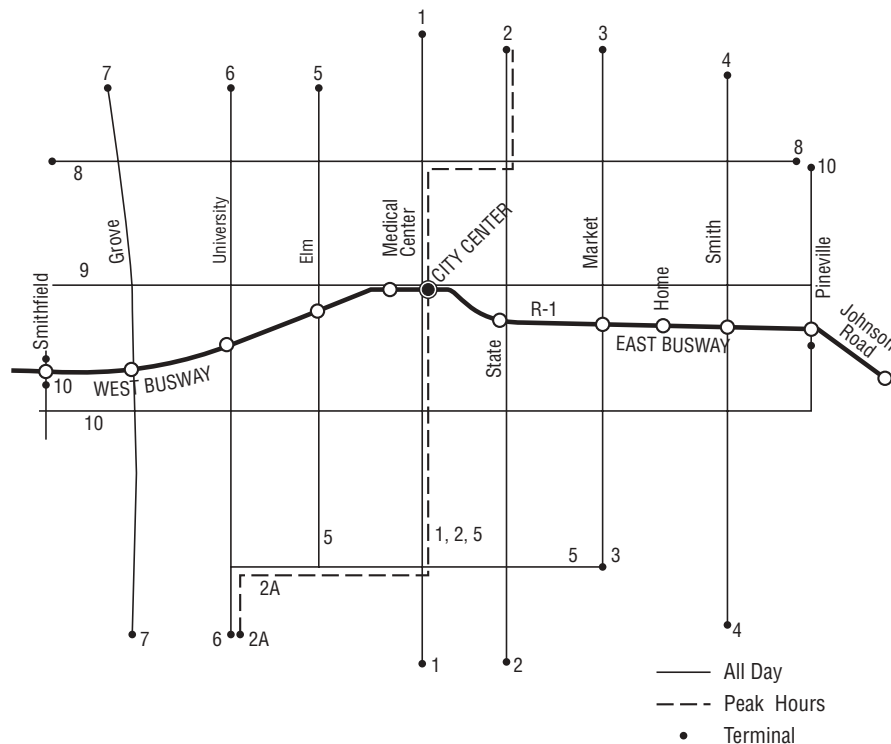 1
2
3
4
5
6
7
8
8
10
Grove
University
Elm
Medical
Center
CITY CENTER
Market
Home
Smith
Pineville
9
Smithfield
R-1
State
EAST BUSWAY
Johnson
Road
10
WEST BUSWAY
10
5
1, 2, 5
5
3
2A
7
6
2A
1
2
4
All Day
Peak Hours
Terminal